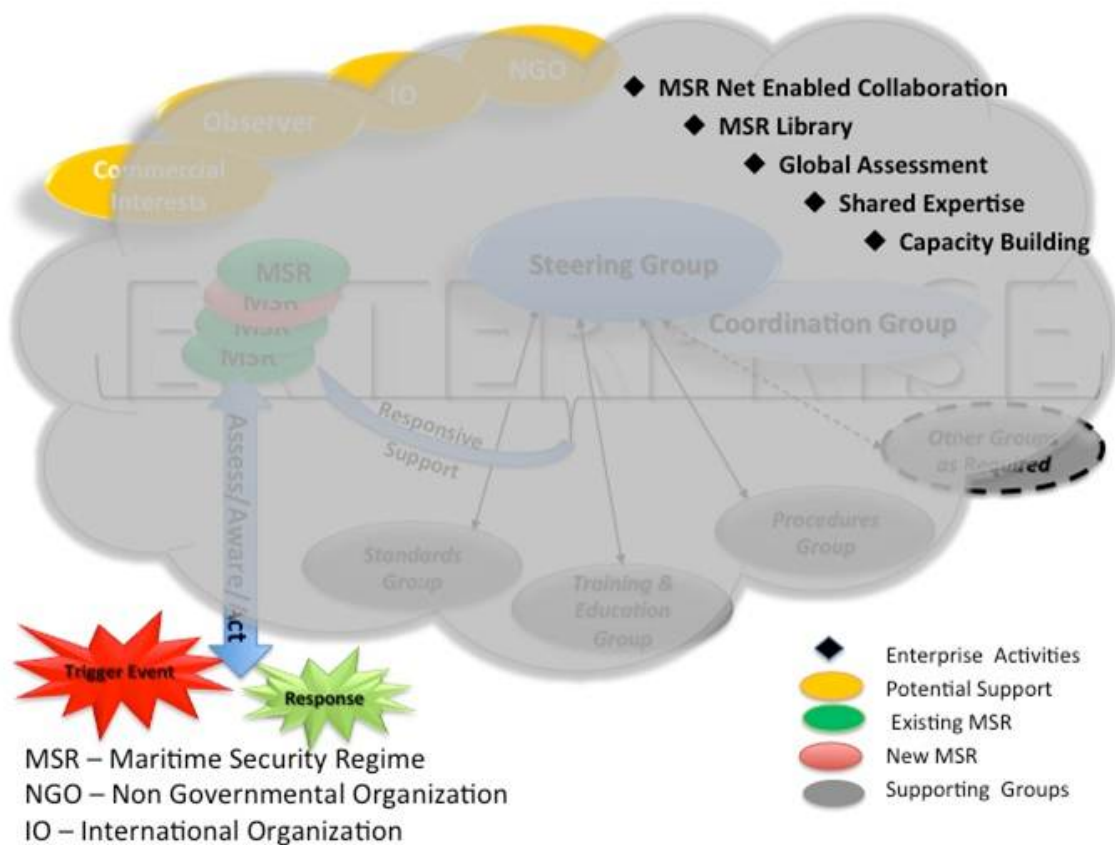 NGO
IO
Observer
Commercial
Interests
MSR Net Enabled Collaboration
MSR Library
Global Assessment
Shared Expertise
Capacity Building
MSR
MSR
MSR
MSR
Steering Group
Coordination Group
ENTERPRISE
Responsive
Support
Assess/Aware/Act
Other Groups
as Required
Procedures
Group
Standards
Group
Training &
Education
Group
Trigger Event
Response
Enterprise Activities
Potential Support
Existing MSR
New MSR
Supporting Groups
MSR – Maritime Security Regime
NGO – Non Governmental Organization
IO – International Organization